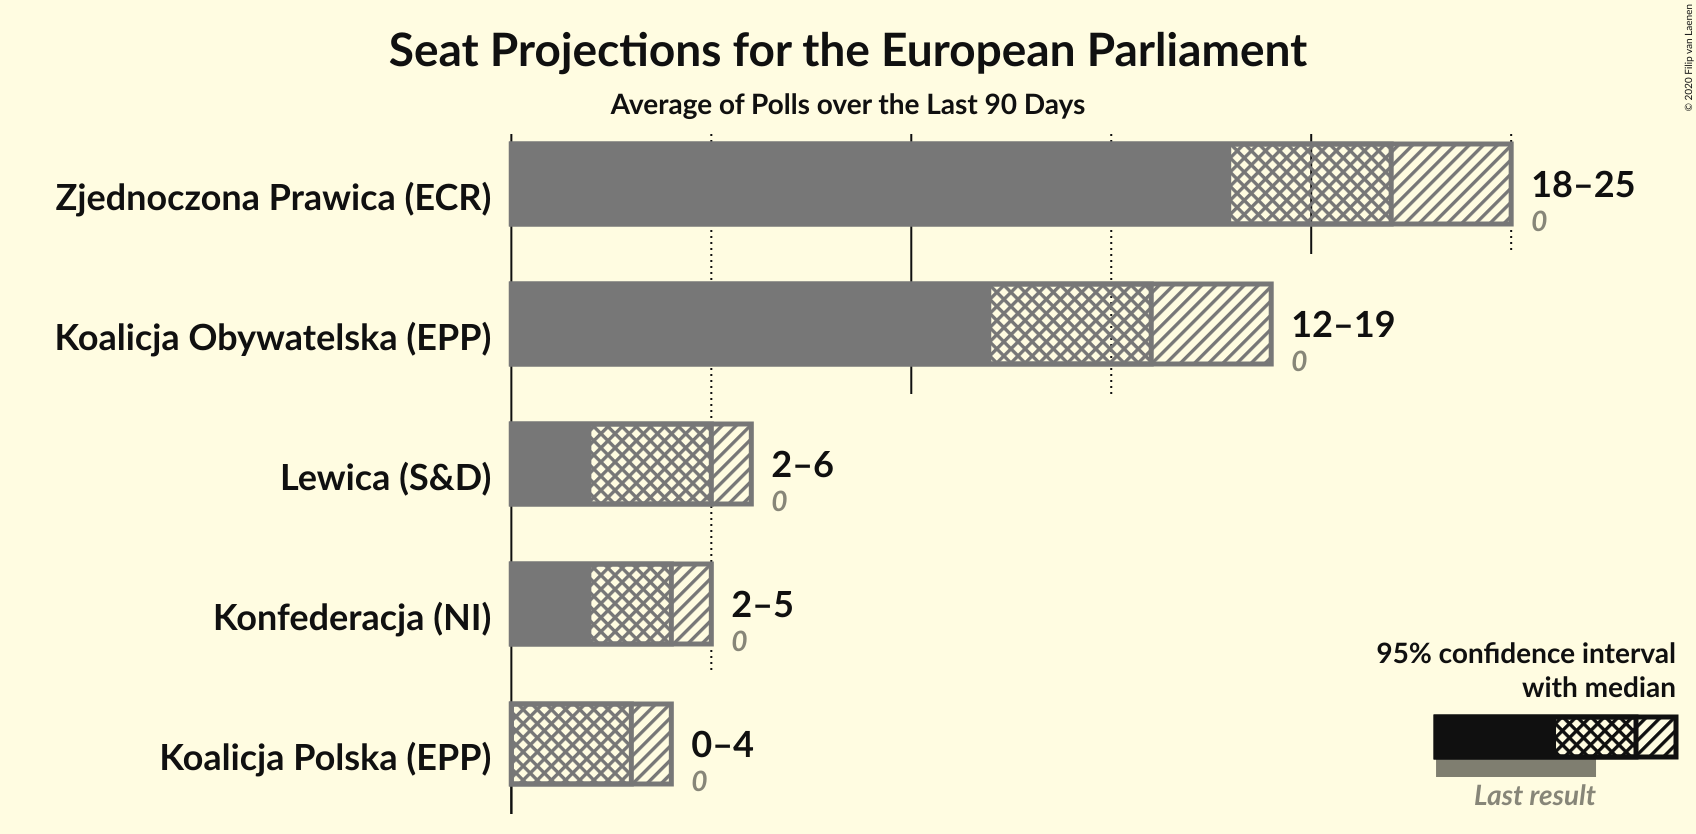 Seat Projections for the European Parliament
Average of Polls over the Last 90 Days
© 2020 Filip van Laenen
Zjednoczona Prawica (ECR)
18–25
0
Koalicja Obywatelska (EPP)
12–19
0
Lewica (S&D)
2–6
0
Konfederacja (NI)
2–5
0
Koalicja Polska (EPP)
0–4
0
95% confidence interval
with median
Last result